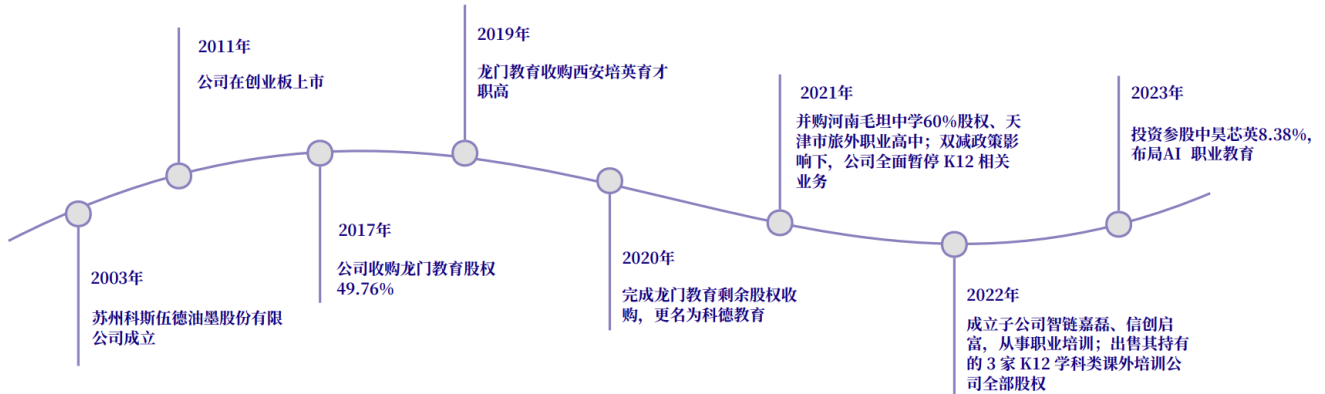 2003年
苏州科斯伍德油墨股份有限
公司成立
2011年
公司在创业板上市
2017年
公司收购龙门教育股权
49.76%
2019年
龙门教育收购西安培英育才
职高
2020年
完成龙门教育剩余股权收
购，更名为科德教育
2021年
并购河南毛坦中学60%股权、天
津市旅外职业高中；双减政策影
响下，公司全面暂停 K12 相关
业务
2022年
成立子公司智链嘉磊、信创启
富，从事职业培训；出售其持有
的 3 家 K12 学科类课外培训公
司全部股权
2023年
投资参股中昊芯英8.38%，
布局AI 职业教育